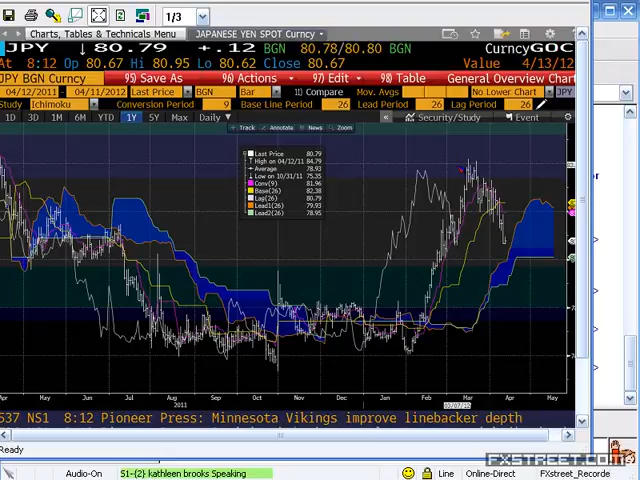 1/3
Charts, Tables & Technical Menus JAPANESE YEN SPOT Curncy
JPY ↓ 80.79 +.12 BGN 80.78/80.80 BGN CurncyGOC
At 8:12 Op 80.67 Hi 80.95 Lo 80.62 Close 80.67 Value 4/13/12
JPY BGN Curncy 95) Save As 96) Actions 97) Edit 98) Table General Overview Chart
04/12/2011 - 04/11/2012 Last Price BGN Bar 11) Compare Mov. Avgs No Lower Chart JPY
Study Ichimoku Conversion Period 9 Base Line Period 26 Lead Period 26 Lag Period 26
1D 3D 1M 6M YTD 1Y 5Y Max Daily « Security/Study Event
Track Annotate News Zoom
Last Price 80.79
High on 04/12/11 84.79
Average 78.93
Low on 10/31/11 75.35
Conv(9) 81.96
Base(26) 82.38
Lag(26) 80.79
Lead1(26) 79.93
Lead2(26) 78.95
Apr May Jun Jul Aug Sep Oct Nov Dec Jan Feb Mar Apr May
2011 2012
537 NS1 8:12 Pioneer Press: Minnesota Vikings improve linebacker depth
Ready
FXSTREET.COM
Audio-On S1-(2) kathleen brooks Speaking Line Online-Direct FXstreet_Recorde